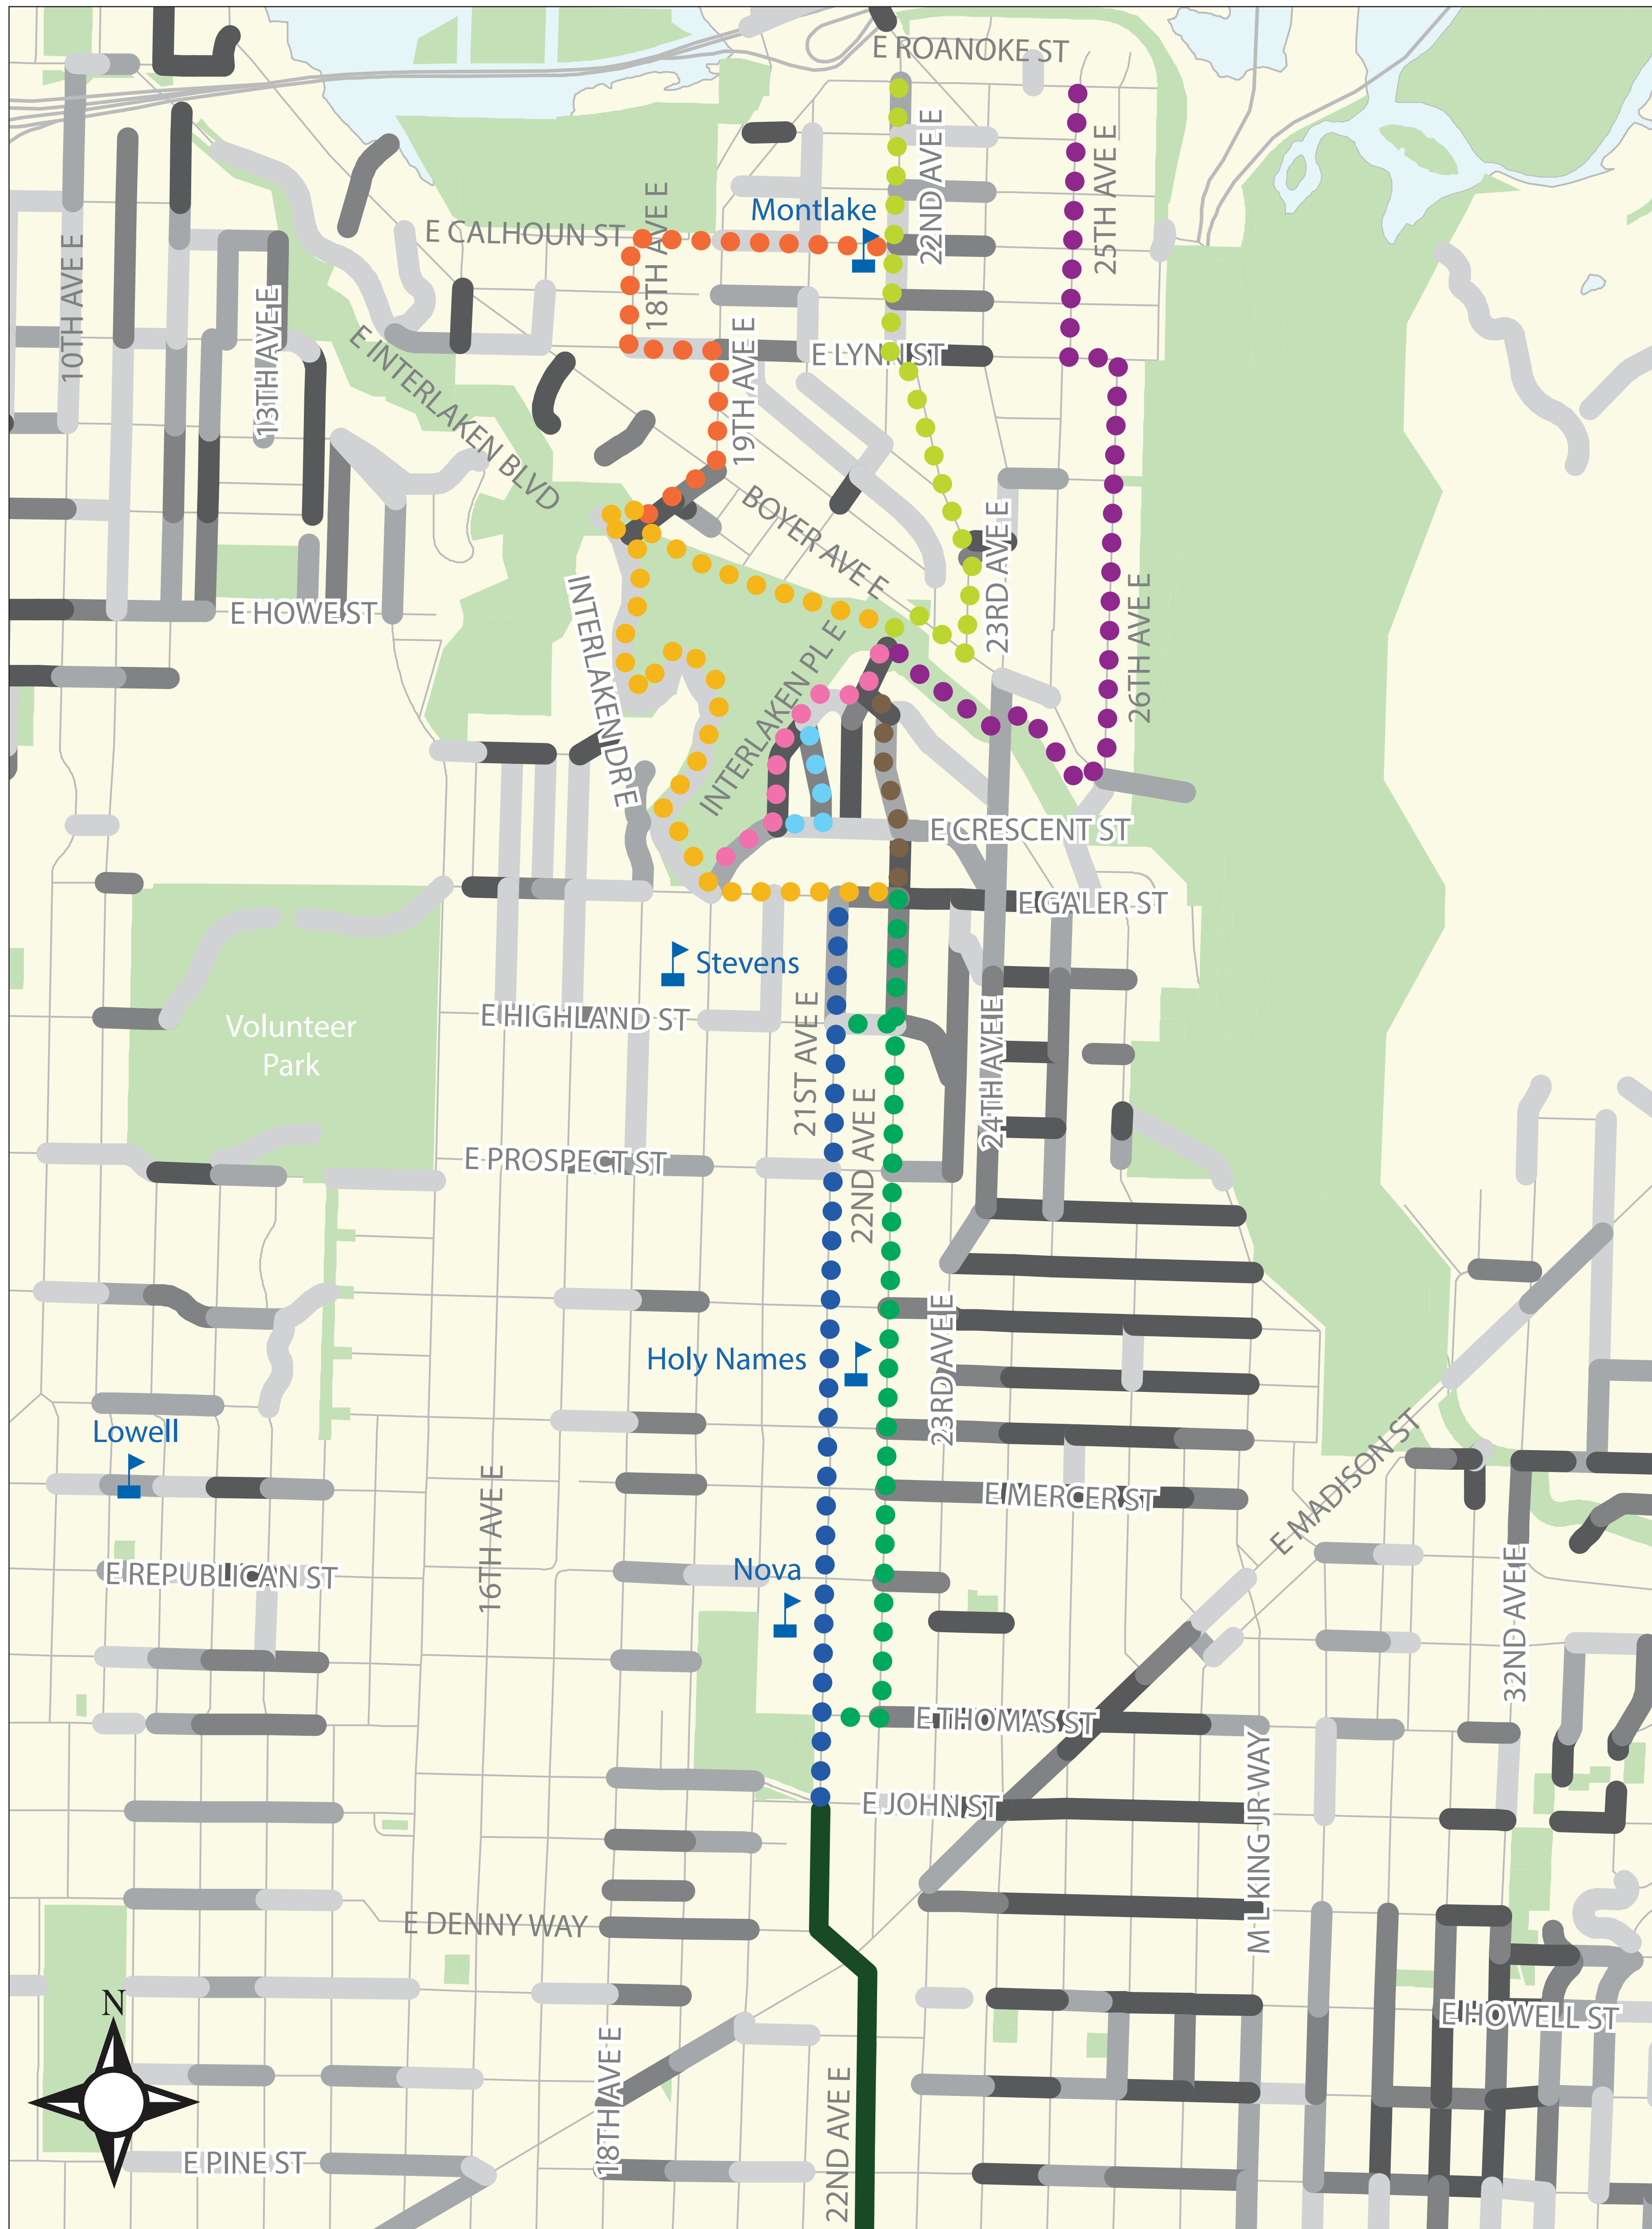 E ROANOKE ST
22ND AVE E
25TH AVE E
18TH AVE E
Montlake
E CALHOUN ST
10TH AVE E
13TH AVE E
19TH AVE E
E LYNN ST
E INTERLAKEN BLVD
BOYER AVE E
23RD AVE E
E HOWE ST
INTERLAKEN DR E
INTERLAKEN PL E
26TH AVE E
E CRESCENT ST
E GALER ST
Stevens
E HIGHLAND ST
Volunteer
Park
21ST AVE E
24TH AVE E
22ND AVE E
E PROSPECT ST
Holy Names
23RD AVE E
Lowell
E MADISON ST
16TH AVE E
E MERCER ST
Nova
E REPUBLICAN ST
32ND AVE E
E THOMAS ST
E JOHN ST
M L KING JR WAY
E DENNY WAY
N
E HOWELL ST
18TH AVE E
22ND AVE E
E PINE ST